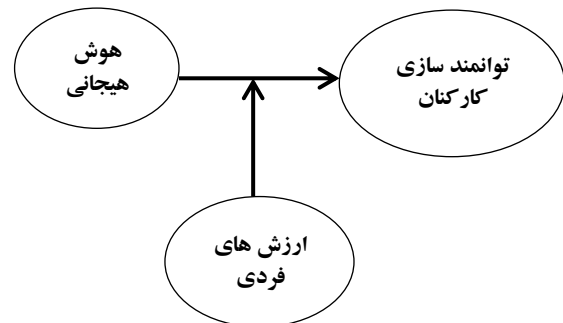 هوش
هیجانی
توانمند سازی
کارکنان
ارزش های
فردی